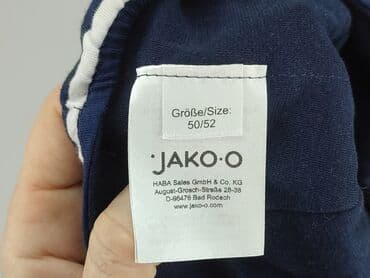 Größe/Size:
50/52
JAKO-O
HABA Sales GmbH & Co. KG
August-Grosch-Straße 28-38
D-96476 Bad Rodach
www.jako-o.com